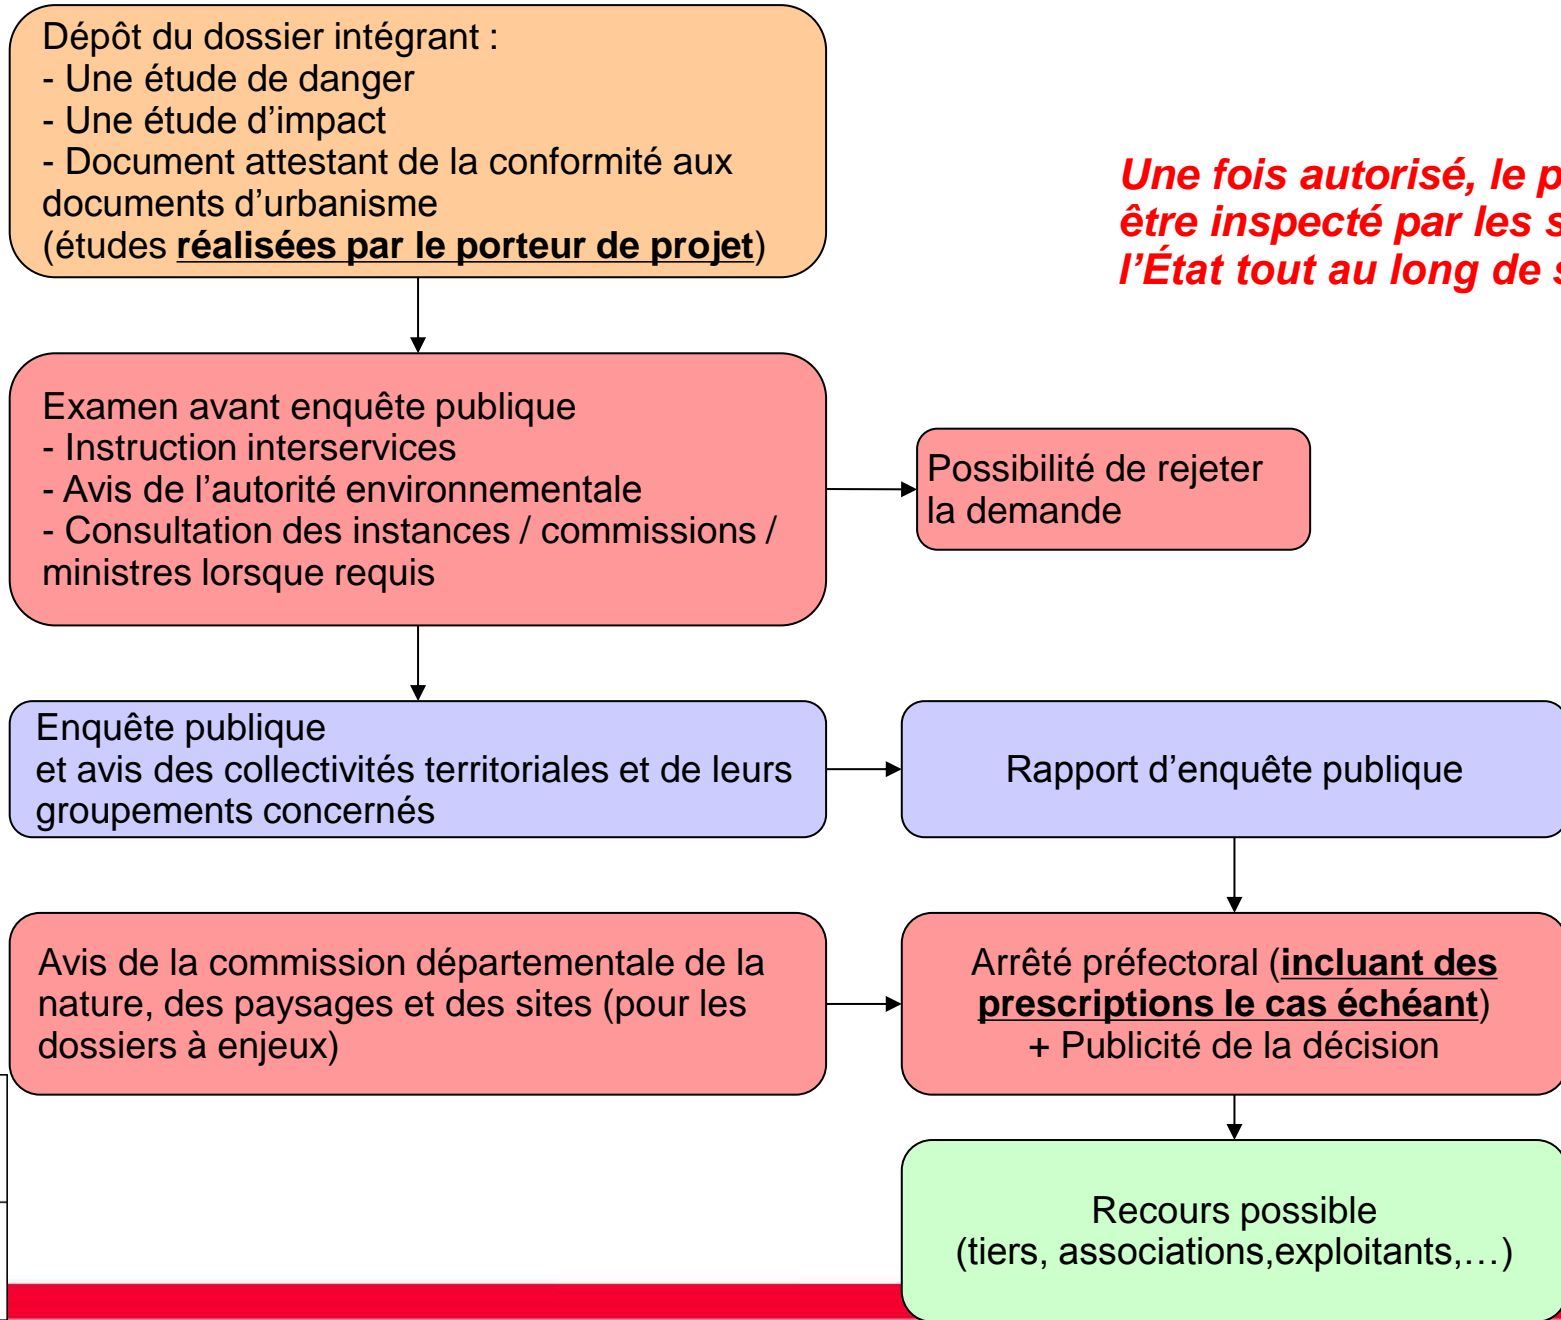 Dépôt du dossier intégrant :
- Une étude de danger
- Une étude d’impact
- Document attestant de la conformité aux
documents d’urbanisme
(études réalisées par le porteur de projet)
Une fois autorisé, le
être inspecté par les
l’État tout au long de
Examen avant enquête publique
- Instruction interservices
- Avis de l’autorité environnementale
- Consultation des instances / commissions /
ministres lorsque requis
Possibilité de rejeter
la demande
Enquête publique
et avis des collectivités territoriales et de leurs
groupements concernés
Rapport d’enquête publique
Avis de la commission départementale de la
nature, des paysages et des sites (pour les
dossiers à enjeux)
Arrêté préfectoral (incluant des
prescriptions le cas échéant)
+ Publicité de la décision
Recours possible
(tiers, associations,exploitants,…)